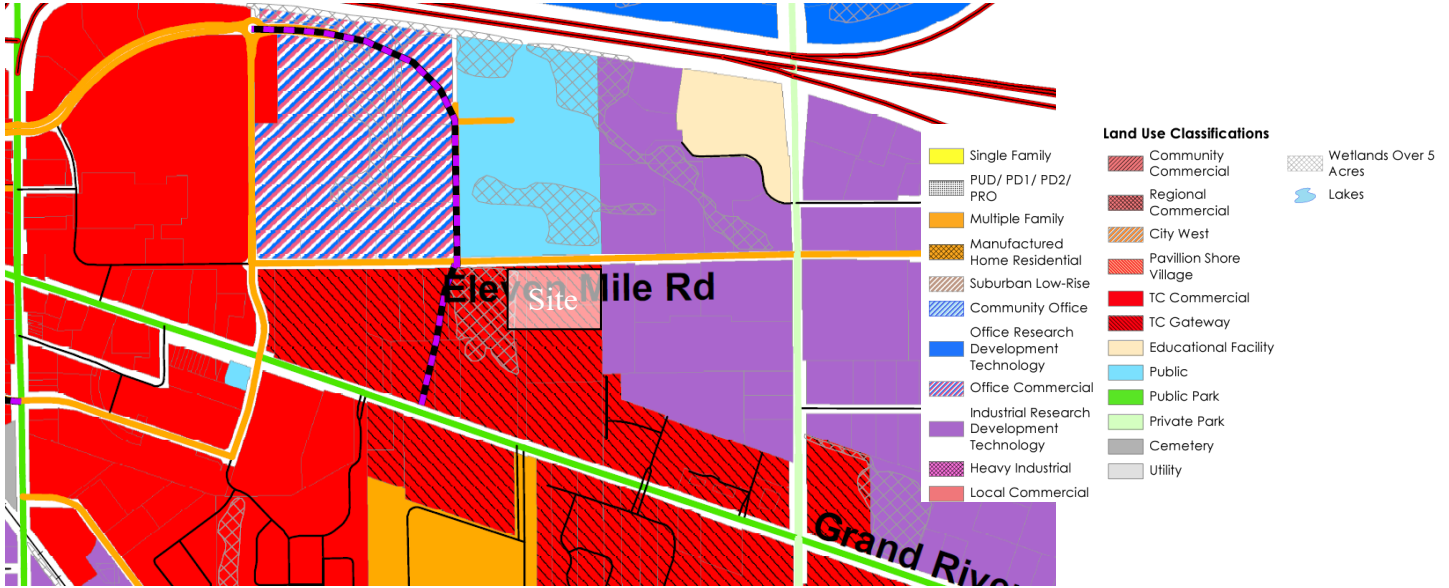 Eleven Mile Rd
Site
Grand River
Single Family
PUD/ PD1/ PD2/
PRO
Multiple Family
Manufactured
Home Residential
Suburban Low-Rise
Community Office
Office Research
Development
Technology
Office Commercial
Industrial Research
Development
Technology
Heavy Industrial
Local Commercial
Land Use Classifications
Community
Commercial
Regional
Commercial
City West
Pavillion Shore
Village
TC Commercial
TC Gateway
Educational Facility
Public
Public Park
Private Park
Cemetery
Utility
Wetlands Over 5
Acres
Lakes